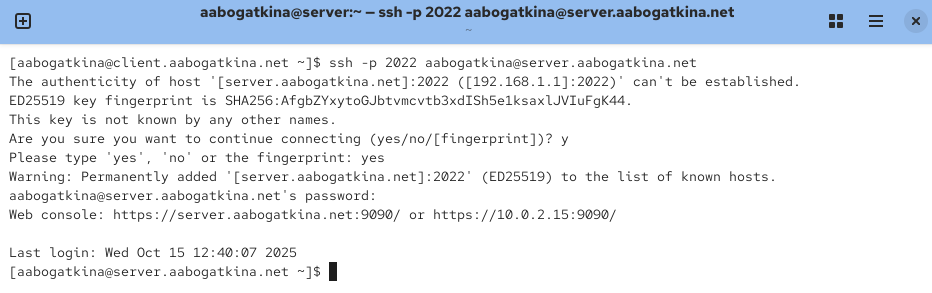 aabogatkina@server:~ — ssh -p 2022 aabogatkina@server.aabogatkina.net
~
[aabogatkina@client.aabogatkina.net ~]$ ssh -p 2022 aabogatkina@server.aabogatkina.net
The authenticity of host '[server.aabogatkina.net]:2022 ([192.168.1.1]:2022)' can't be established.
ED25519 key fingerprint is SHA256:AfgbZYxytoGJbtvmcvtb3xdISh5e1ksaxlJVIuFgK44.
This key is not known by any other names.
Are you sure you want to continue connecting (yes/no/[fingerprint])? y
Please type 'yes', 'no' or the fingerprint: yes
Warning: Permanently added '[server.aabogatkina.net]:2022' (ED25519) to the list of known hosts.
aabogatkina@server.aabogatkina.net's password:
Web console: https://server.aabogatkina.net:9090/ or https://10.0.2.15:9090/
Last login: Wed Oct 15 12:40:07 2025
[aabogatkina@server.aabogatkina.net ~]$